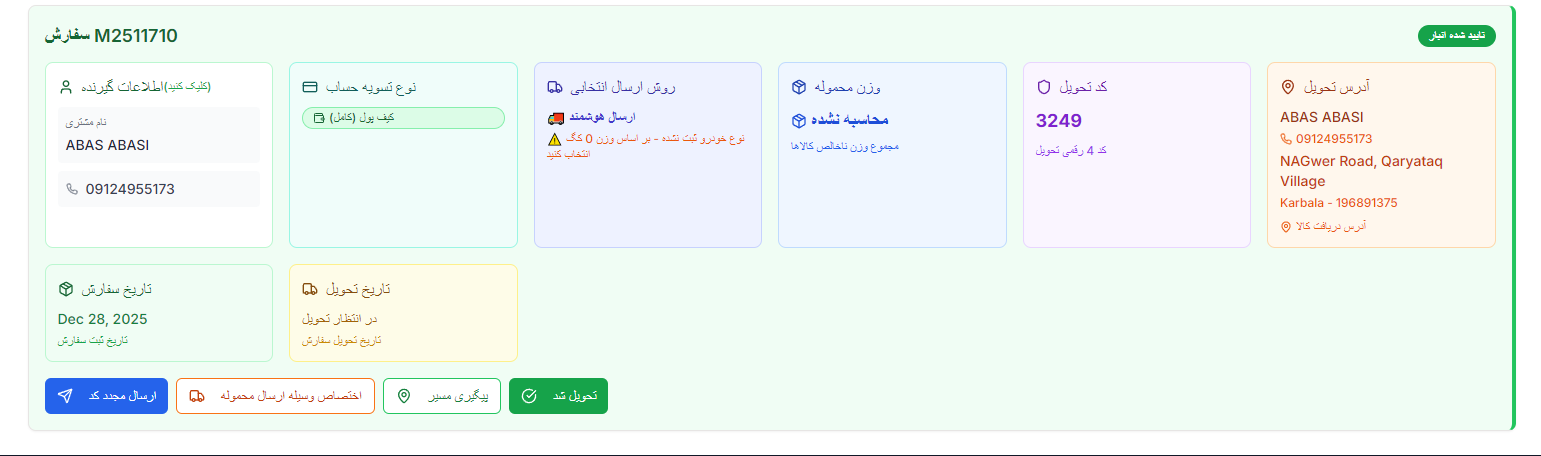 سفارش M2511710
تایید شده انبار
اطلاعات گیرنده(کلیک کنید)
نام مشتری
ABAS ABASI
09124955173
نوع تسویه حساب
کیف پول (کامل)
روش ارسال انتخابی
ارسال هوشمند
نوع خودرو ثبت نشده - بر اساس وزن 0 کگ
انتخاب کنید
وزن محموله
محاسبه نشده
مجموع وزن ناخالص کالاها
کد تحویل
3249
کد 4 رقمی تحویل
آدرس تحویل
ABAS ABASI
09124955173
NAGwer Road, Qaryataq
Village
Karbala - 196891375
آدرس دریافت کالا
تاریخ سفارش
Dec 28, 2025
تاریخ ثبت سفارش
تاریخ تحویل
در انتظار تحویل
تاریخ تحویل سفارش
ارسال مجدد کد
اختصاص وسیله ارسال محموله
پیگیری مسیر
تحویل شد